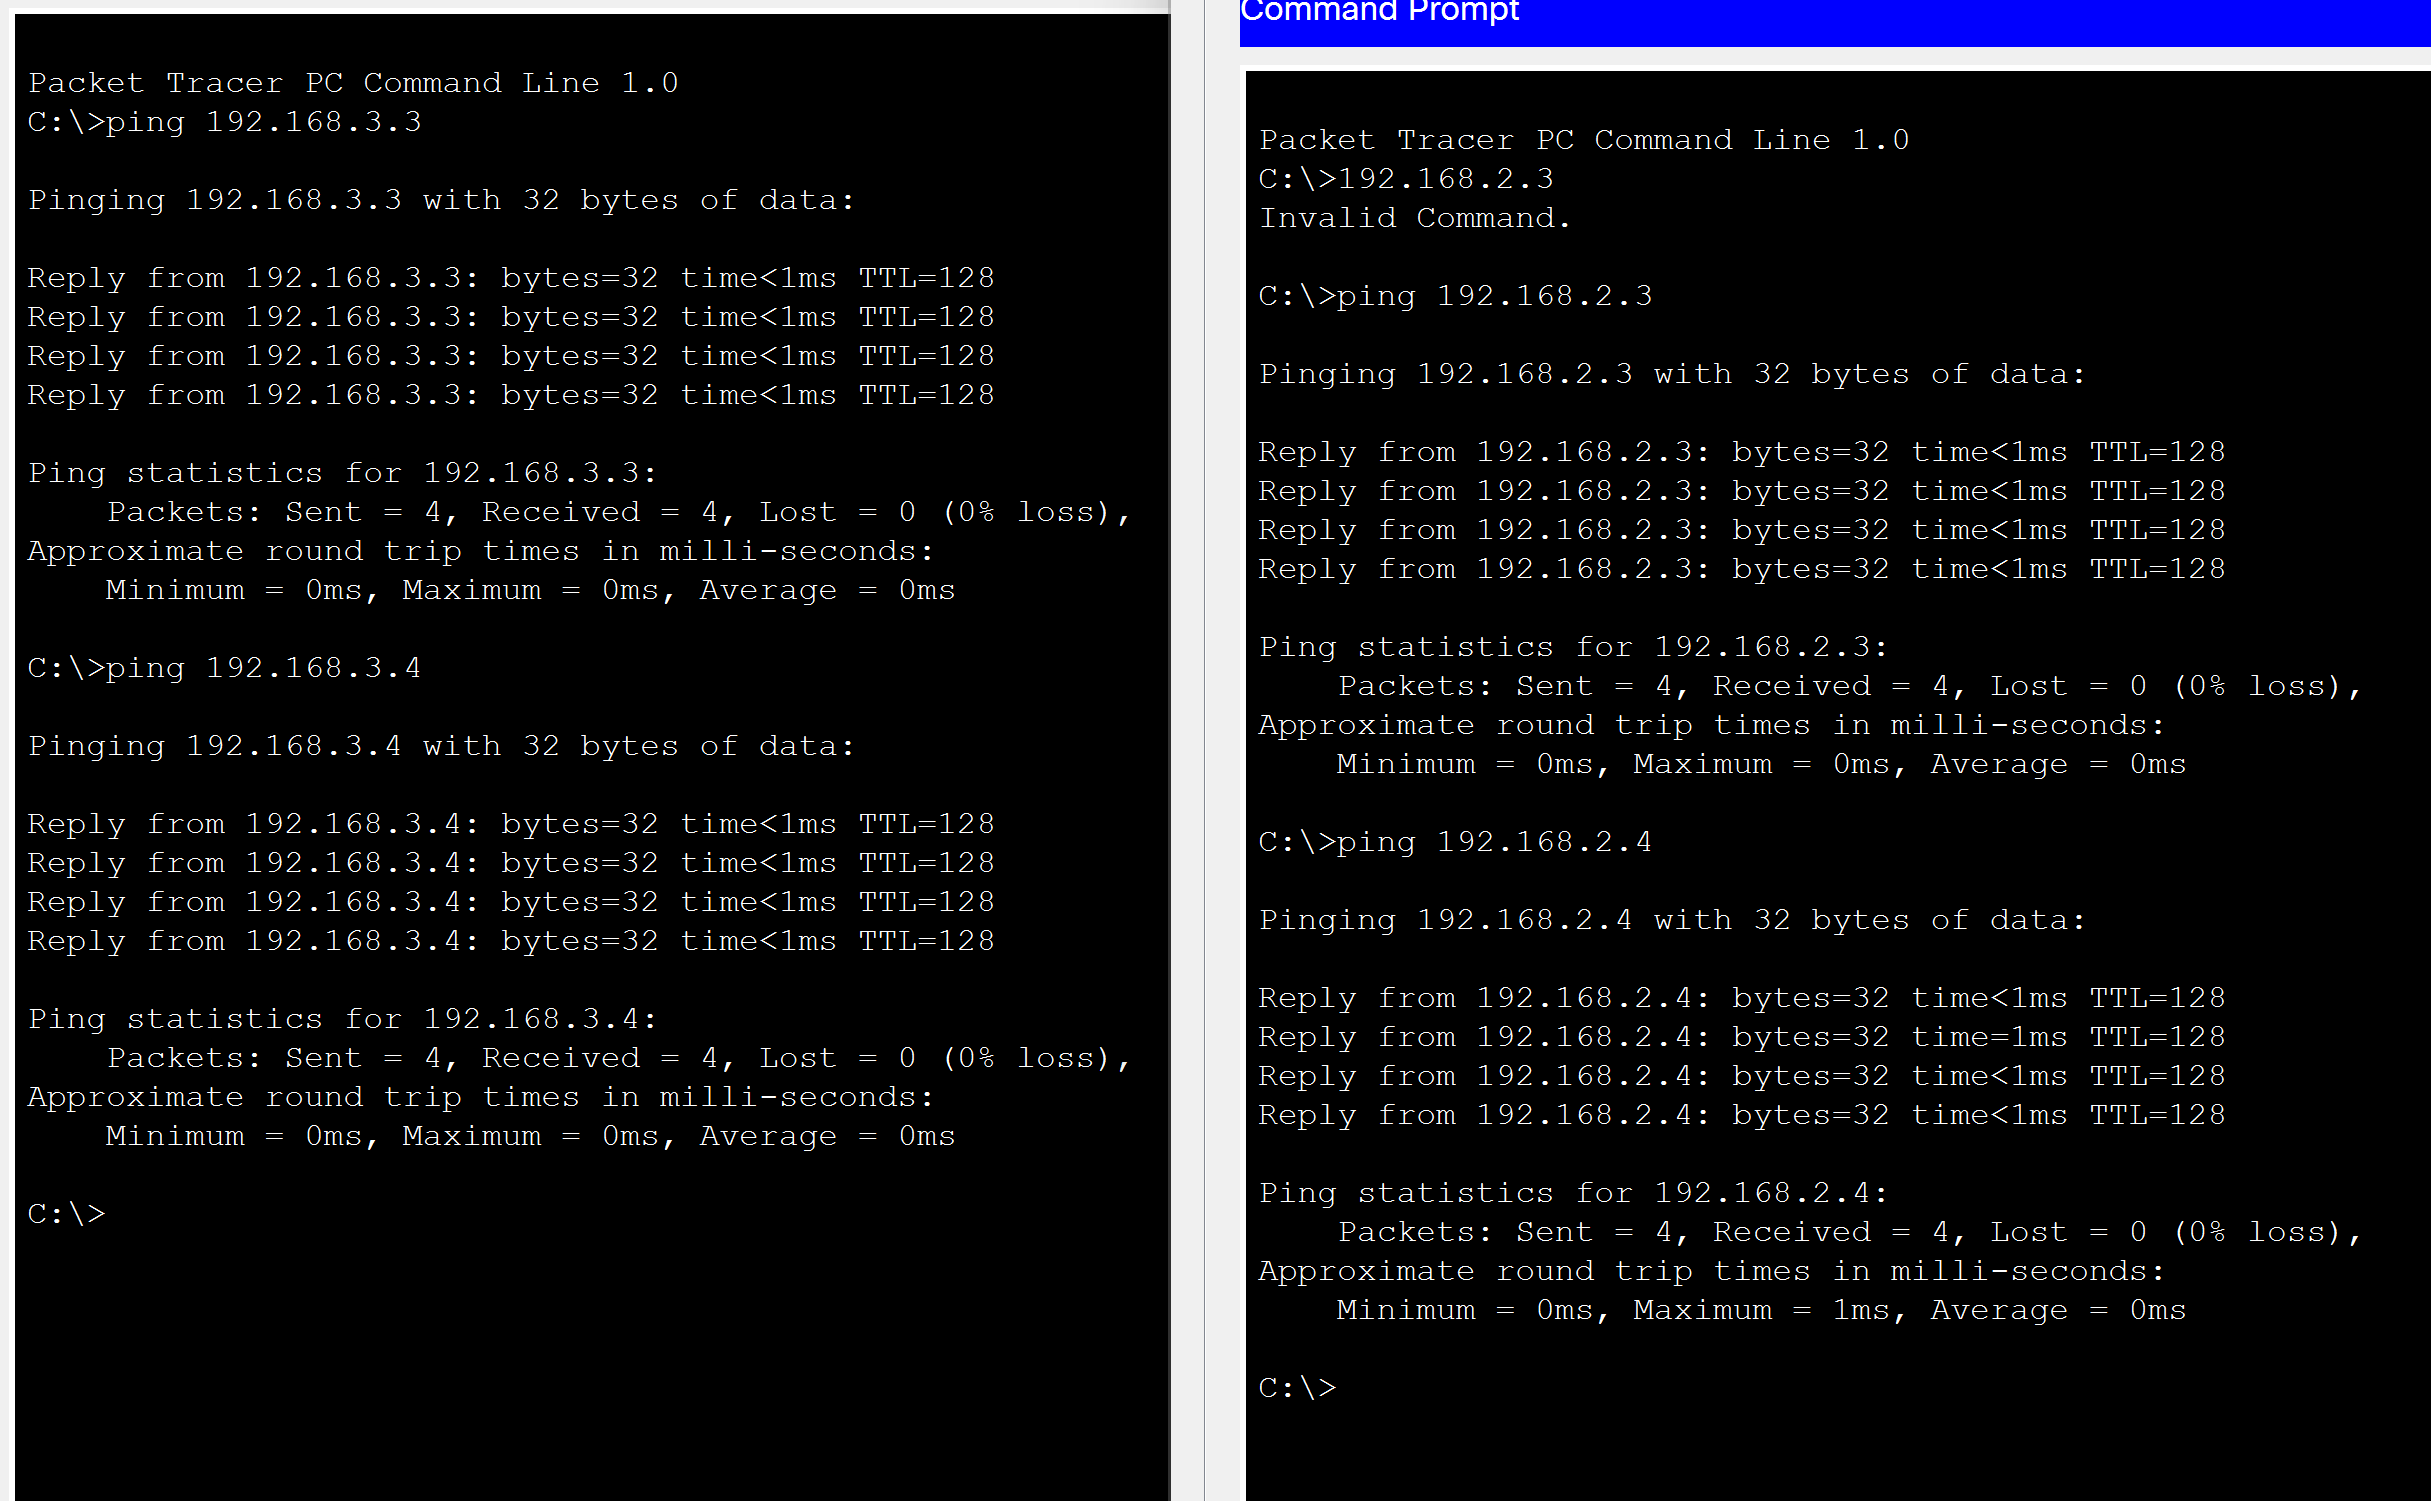 Packet Tracer PC Command Line 1.0
C:\>ping 192.168.3.3
Pinging 192.168.3.3 with 32 bytes of data:
Reply from 192.168.3.3: bytes=32 time<1ms TTL=128
Reply from 192.168.3.3: bytes=32 time<1ms TTL=128
Reply from 192.168.3.3: bytes=32 time<1ms TTL=128
Reply from 192.168.3.3: bytes=32 time<1ms TTL=128
Ping statistics for 192.168.3.3:
Packets: Sent = 4, Received = 4, Lost = 0 (0% loss),
Approximate round trip times in milli-seconds:
Minimum = 0ms, Maximum = 0ms, Average = 0ms
C:\>ping 192.168.3.4
Pinging 192.168.3.4 with 32 bytes of data:
Reply from 192.168.3.4: bytes=32 time<1ms TTL=128
Reply from 192.168.3.4: bytes=32 time<1ms TTL=128
Reply from 192.168.3.4: bytes=32 time<1ms TTL=128
Reply from 192.168.3.4: bytes=32 time<1ms TTL=128
Ping statistics for 192.168.3.4:
Packets: Sent = 4, Received = 4, Lost = 0 (0% loss),
Approximate round trip times in milli-seconds:
Minimum = 0ms, Maximum = 0ms, Average = 0ms
C:\>
Command Prompt
Packet Tracer PC Command Line 1.0
C:\>192.168.2.3
Invalid Command.
C:\>ping 192.168.2.3
Pinging 192.168.2.3 with 32 bytes of data:
Reply from 192.168.2.3: bytes=32 time<1ms TTL=128
Reply from 192.168.2.3: bytes=32 time<1ms TTL=128
Reply from 192.168.2.3: bytes=32 time<1ms TTL=128
Reply from 192.168.2.3: bytes=32 time<1ms TTL=128
Ping statistics for 192.168.2.3:
Packets: Sent = 4, Received = 4, Lost = 0 (0% loss),
Approximate round trip times in milli-seconds:
Minimum = 0ms, Maximum = 0ms, Average = 0ms
C:\>ping 192.168.2.4
Pinging 192.168.2.4 with 32 bytes of data:
Reply from 192.168.2.4: bytes=32 time<1ms TTL=128
Reply from 192.168.2.4: bytes=32 time=1ms TTL=128
Reply from 192.168.2.4: bytes=32 time<1ms TTL=128
Reply from 192.168.2.4: bytes=32 time<1ms TTL=128
Ping statistics for 192.168.2.4:
Packets: Sent = 4, Received = 4, Lost = 0 (0% loss),
Approximate round trip times in milli-seconds:
Minimum = 0ms, Maximum = 1ms, Average = 0ms
C:\>